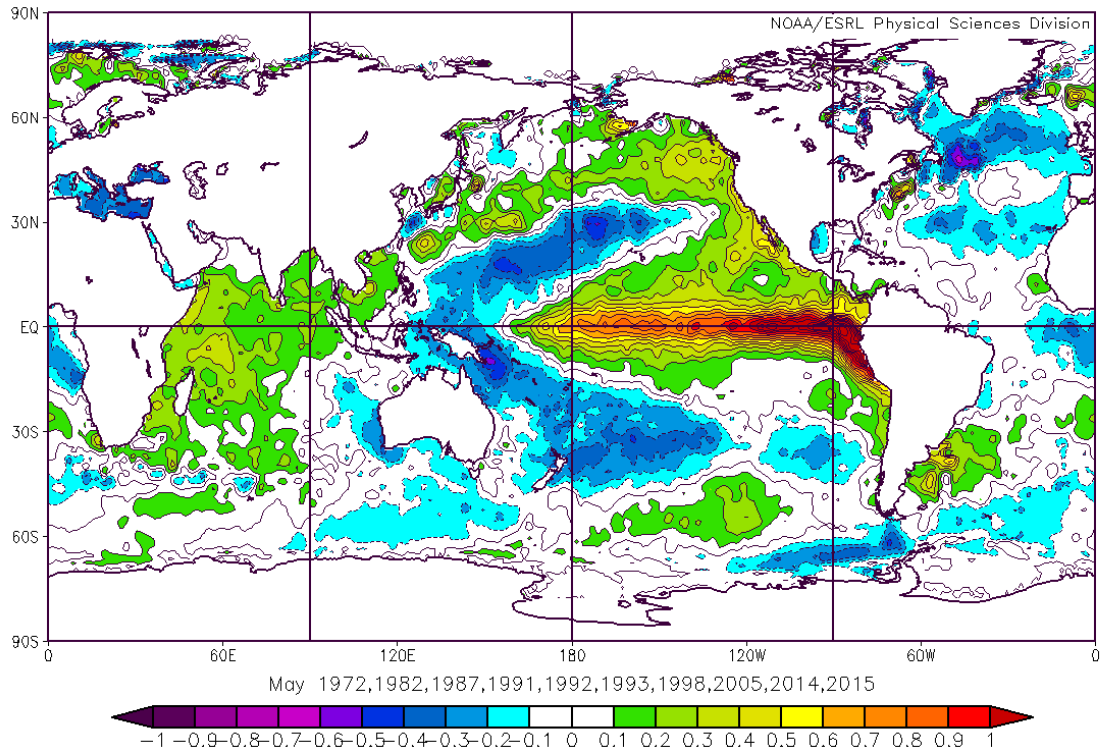 90N
NOAA/ESRL Physical Sciences Division
60N
30N
EQ
30S
60S
90S
0 60E 120E 180 120W 60W 0
May 1972,1982,1987,1991,1992,1993,1998,2005,2014,2015
-1 -0.9 -0.8 -0.7 -0.6 -0.5 -0.4 -0.3 -0.2 -0.1 0 0.1 0.2 0.3 0.4 0.5 0.6 0.7 0.8 0.9 1